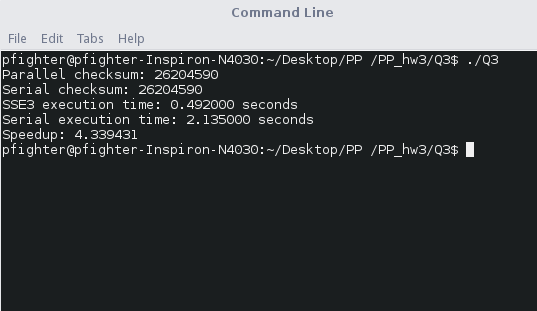 Command Line
File Edit Tabs Help
pfighter@pfighter-Inspiron-N4030:~/Desktop/PP /PP_hw3/Q3$ ./Q3
Parallel checksum: 26204590
Serial checksum: 26204590
SSE3 execution time: 0.492000 seconds
Serial execution time: 2.135000 seconds
Speedup: 4.339431
pfighter@pfighter-Inspiron-N4030:~/Desktop/PP /PP_hw3/Q3$